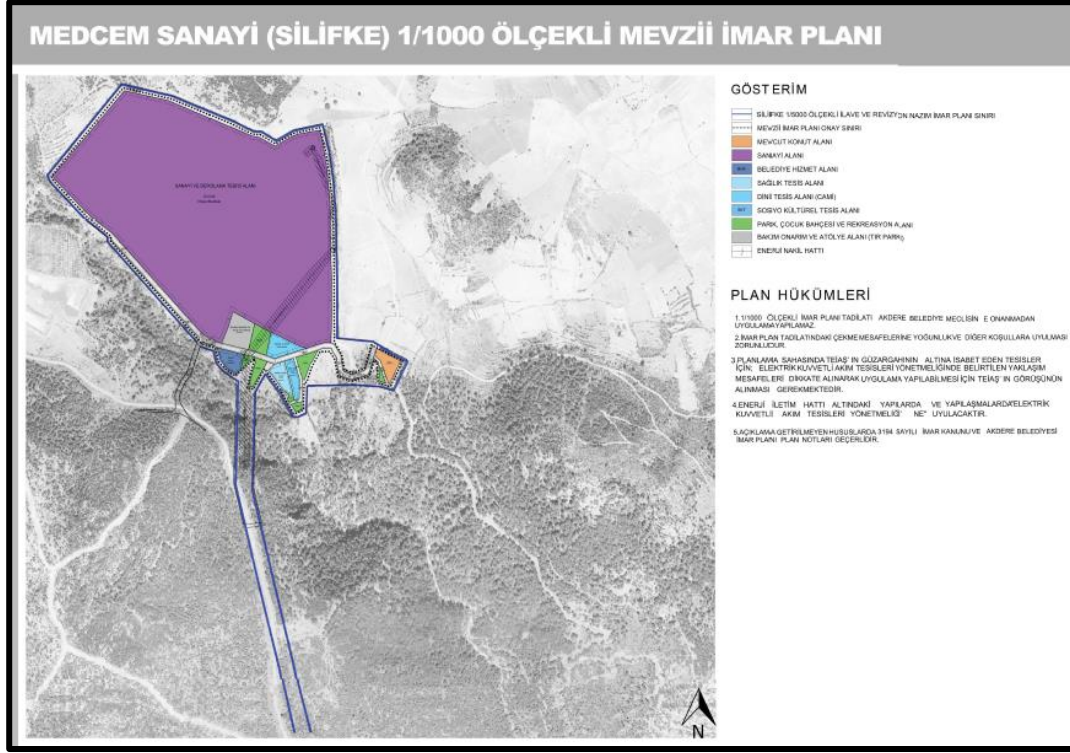 MEDCEM SANAYİ (SİLİFKE) 1/1000 ÖLÇEKLİ MEVZİİ İMAR PLANI
GÖSTERİM
SİLİFKE 1/5000 ÖLÇEKLİ İLAVE VE REVİZYON NAZIM İMAR PLANI SINIRI
MEVZİİ İMAR PLANI ONAY SINIRI
MEVCUT KONUT ALANI
SANAYİ ALANI
BELEDİYE HİZMET ALANI
SAĞLIK TESİS ALANI
DİNİ TESİS ALANI (CAMİ)
SOSYO KÜLTÜREL TESİS ALANI
PARK, ÇOCUK BAHÇESİ VE REKREASYON ALANI
BAKIM ONARIM VE ATÖLYE ALANI (TIR PARKI)
ENERJİ NAKİL HATTI
SANAYİ VE DEPOLAMA TESİS ALANI
PLAN HÜKÜMLERİ
1.1/1000 ÖLÇEKLİ İMAR PLANI TADİLATI AKDERE BELEDİYE MECLİSİN E ONANMADAN
UYGULAMAYAPILAMAZ.
2.İMAR PLAN TADİLATINDAKİ ÇEKME MESAFELERİNE YOĞUNLUK VE DİĞER KOŞULLARA UYULMASI
ZORUNLUDUR.
3.PLANLAMA SAHASINDA TEİAŞ' IN GÜZARGAHININ ALTINA İSABET EDEN TESİSLER
İÇİN; ELEKTRİK KUVVETLİ AKIM TESİSLERİ YÖNETMELİĞİNDE BELİRTİLEN YAKLAŞIM
MESAFELERİ DİKKATE ALINARAK UYGULAMA YAPILABİLMESİ İÇİN TEİAŞ' IN GÖRÜŞÜNÜN
ALINMASI GEREKMEKTEDİR.
4.ENERJİ İLETİM HATTI ALTINDAKİ YAPILARDA VE YAPILAŞMALARDA"ELEKTRİK
KUVVETLİ AKIM TESİSLERİ YÖNETMELİĞİ' NE" UYULACAKTIR.
5.AÇIKLAMA GETİRİLMEYEN HUSUSLARDA 3194 SAYILI İMAR KANUNU VE AKDERE BELEDİYESİ
İMAR PLANI PLAN NOTLARI GEÇERLİDİR.
N